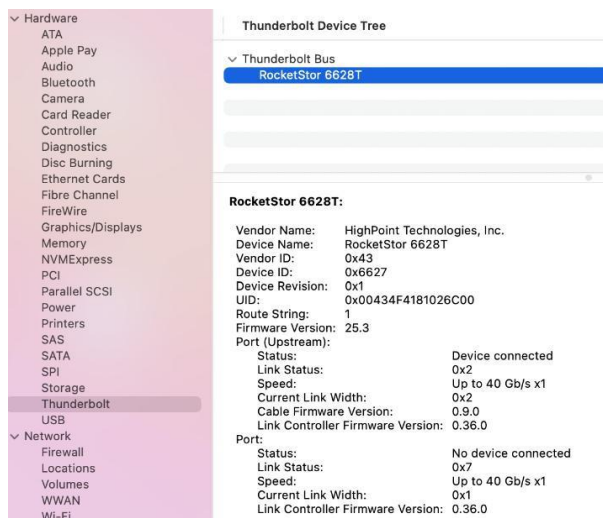 Hardware
ATA
Apple Pay
Audio
Bluetooth
Camera
Card Reader
Controller
Diagnostics
Disc Burning
Ethernet Cards
Fibre Channel
FireWire
Graphics/Displays
Memory
NVMExpress
PCI
Parallel SCSI
Power
Printers
SAS
SATA
SPI
Storage
Thunderbolt
USB
Network
Firewall
Locations
Volumes
WWAN
Wi-Fi
Thunderbolt Device Tree
Thunderbolt Bus
RocketStor 6628T
RocketStor 6628T:
Vendor Name: HighPoint Technologies, Inc.
Device Name: RocketStor 6628T
Vendor ID: 0x43
Device ID: 0x6627
Device Revision: 0x1
UID: 0x00434F4181026C00
Route String: 1
Firmware Version: 25.3
Port (Upstream):
Status: Device connected
Link Status: 0x2
Speed: Up to 40 Gb/s x1
Current Link Width: 0x2
Cable Firmware Version: 0.9.0
Link Controller Firmware Version: 0.36.0
Port:
Status: No device connected
Link Status: 0x7
Speed: Up to 40 Gb/s x1
Current Link Width: 0x1
Link Controller Firmware Version: 0.36.0